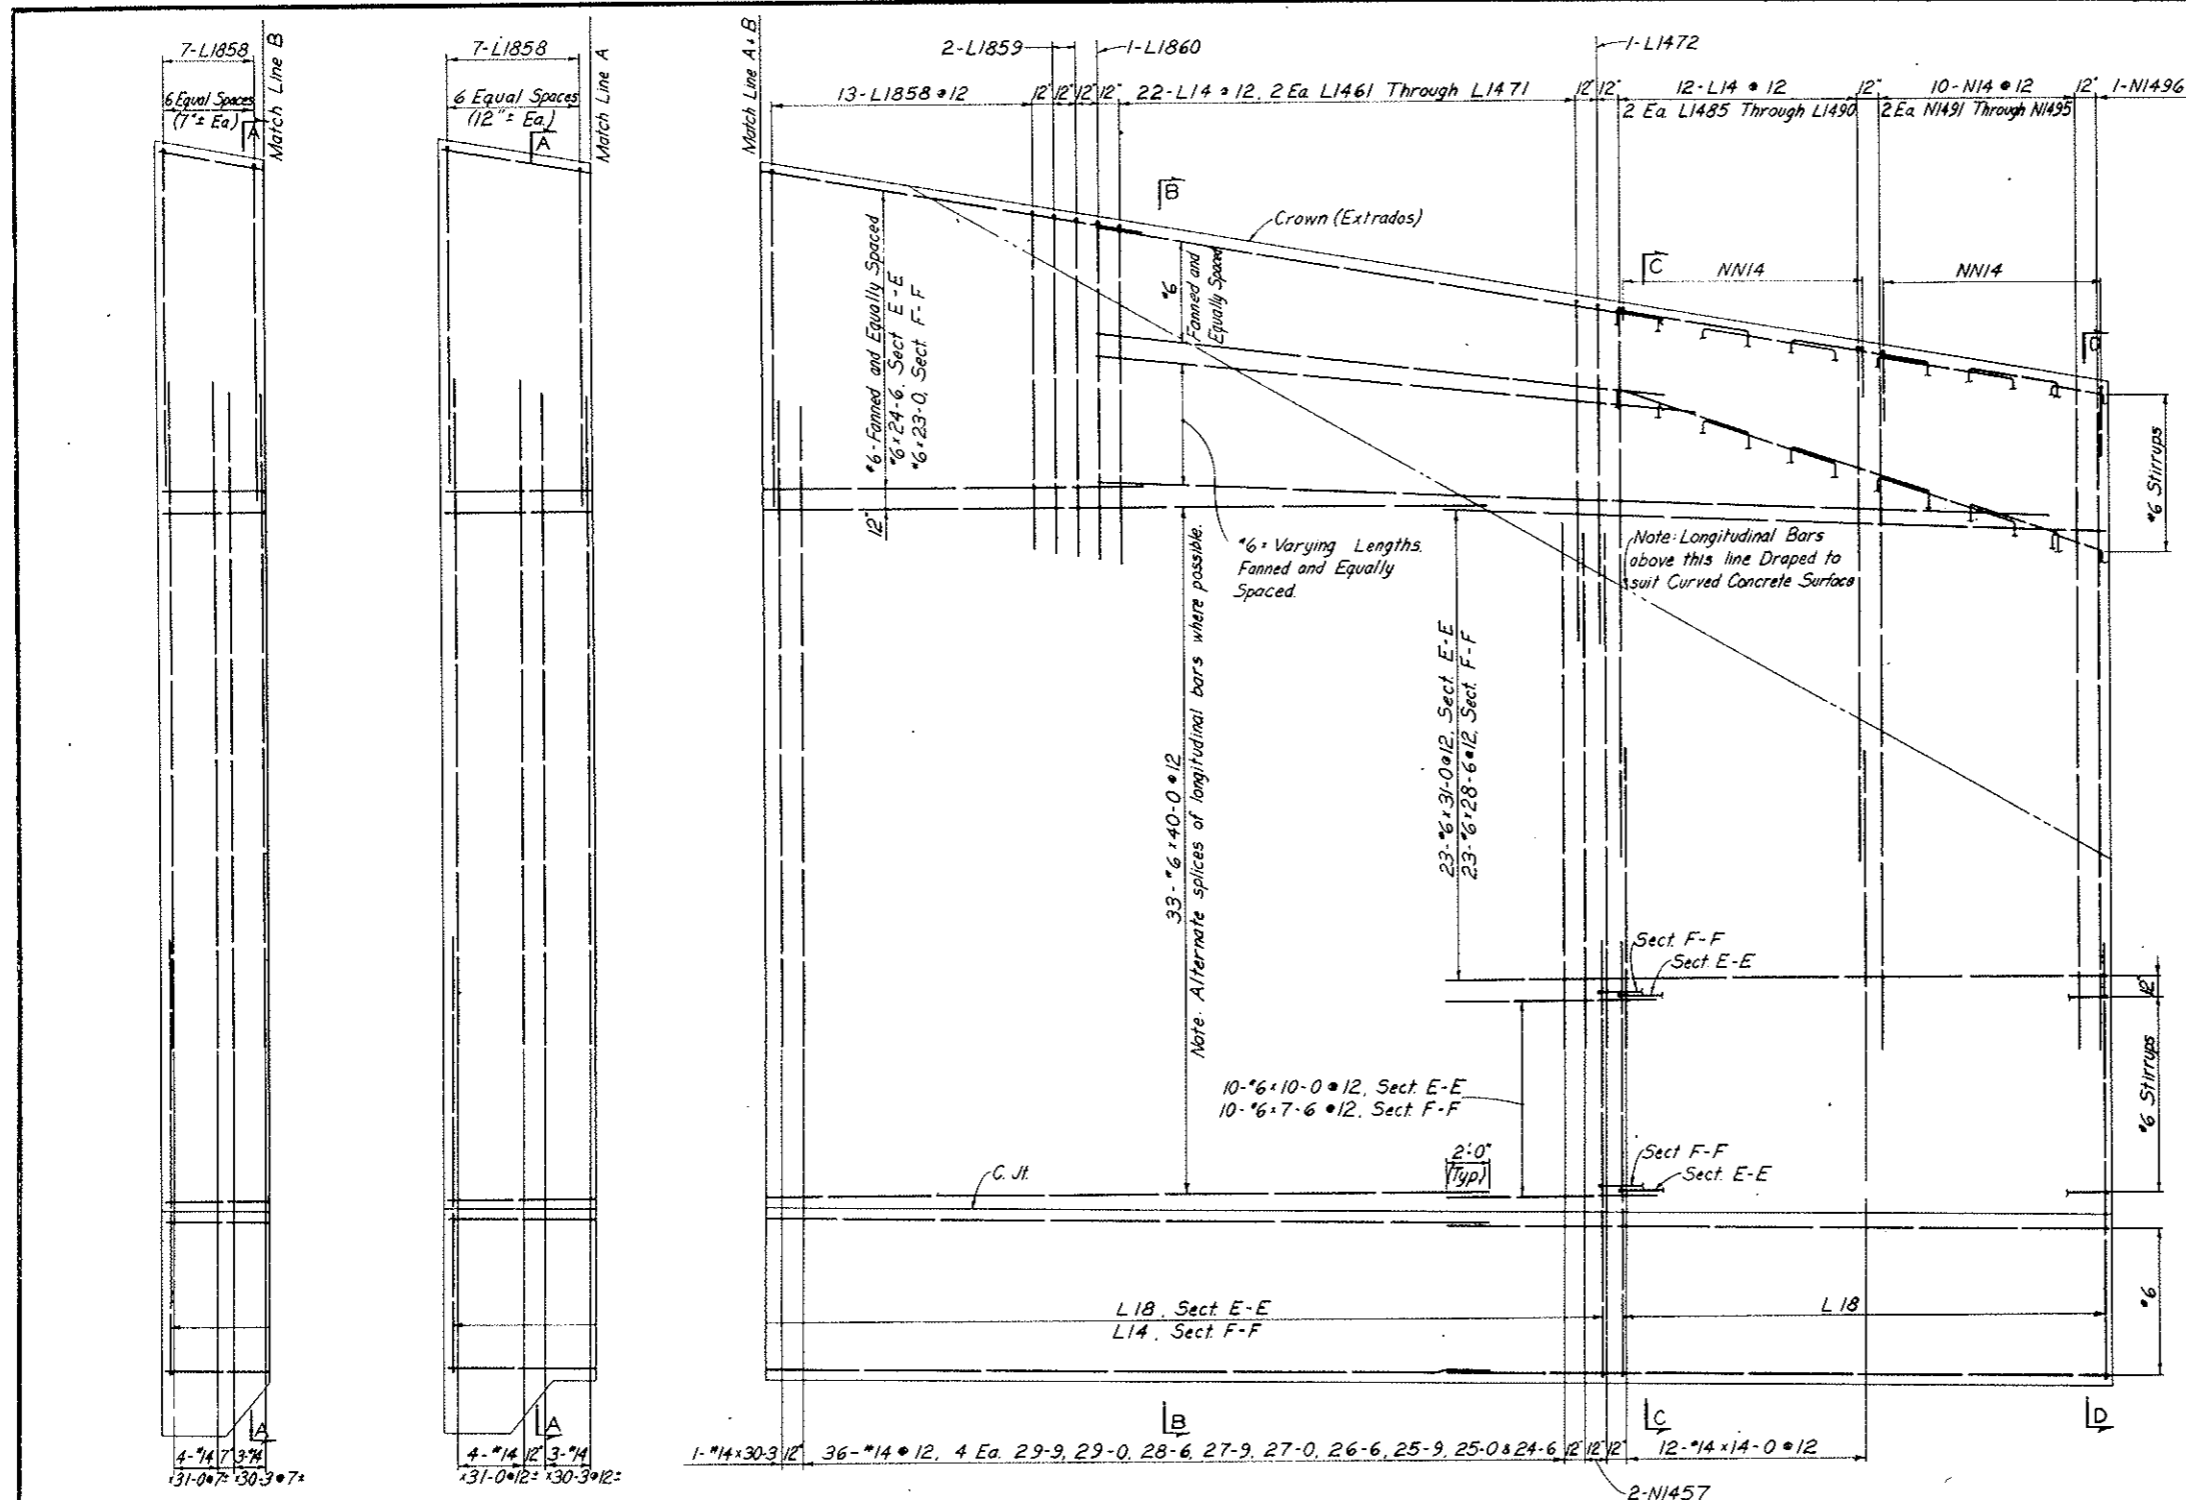 7-L1858
6 Equal Spaces
(7"± Ea)
A
Match Line B
7-L1858
6 Equal Spaces
(12"± Ea.)
A
Match Line A
Match Line A & B
2-L1859
1-L1860
1-L1472
13-L1858 @ 12
12"
12"
12"
12"
22-L14 @ 12, 2 Ea L1461 Through L1471
12"
12"
12-L14 @ 12
2 Ea L1485 Through L1490
12"
10-N14 @ 12
2 Ea N1491 Through N1495
12"
1-N1496
B
Crown (Extrados)
C
NN14
NN14
D
#6 - Fanned and Equally Spaced
#6 x 24-6, Sect E-E
#6 x 23-0, Sect. F-F
12"
#6
Fanned and
Equally Spaced
#6 Stirrups
#6 x Varying Lengths.
Fanned and Equally
Spaced.
Note: Longitudinal Bars
above this line Draped to
suit Curved Concrete Surface
33-#6 x 40-0 @ 12
Note: Alternate splices of longitudinal bars where possible.
23-#6 x 31-0 @ 12, Sect. E-E
23-#6 x 28-6 @ 12, Sect. F-F
Sect. F-F
Sect. E-E
12"
10-#6 x 10-0 @ 12, Sect. E-E
10-#6 x 7-6 @ 12, Sect. F-F
#6 Stirrups
2'-0"
(Typ.)
Sect F-F
Sect. E-E
C. Jt.
L18, Sect. E-E
L14, Sect. F-F
L 18
#6
A
A
B
C
D
4-#14
7"
3-#14
x31-0@7± x30-3@7±
4-#14
12"
3-#14
x31-0@12± x30-3@12±
1-#14 x 30-3
12"
36-#14 @ 12, 4 Ea. 29-9, 29-0, 28-6, 27-9, 27-0, 26-6, 25-9, 25-0 & 24-6
12"
12"
12"
12-#14 x 14-0 @ 12
2-N1457